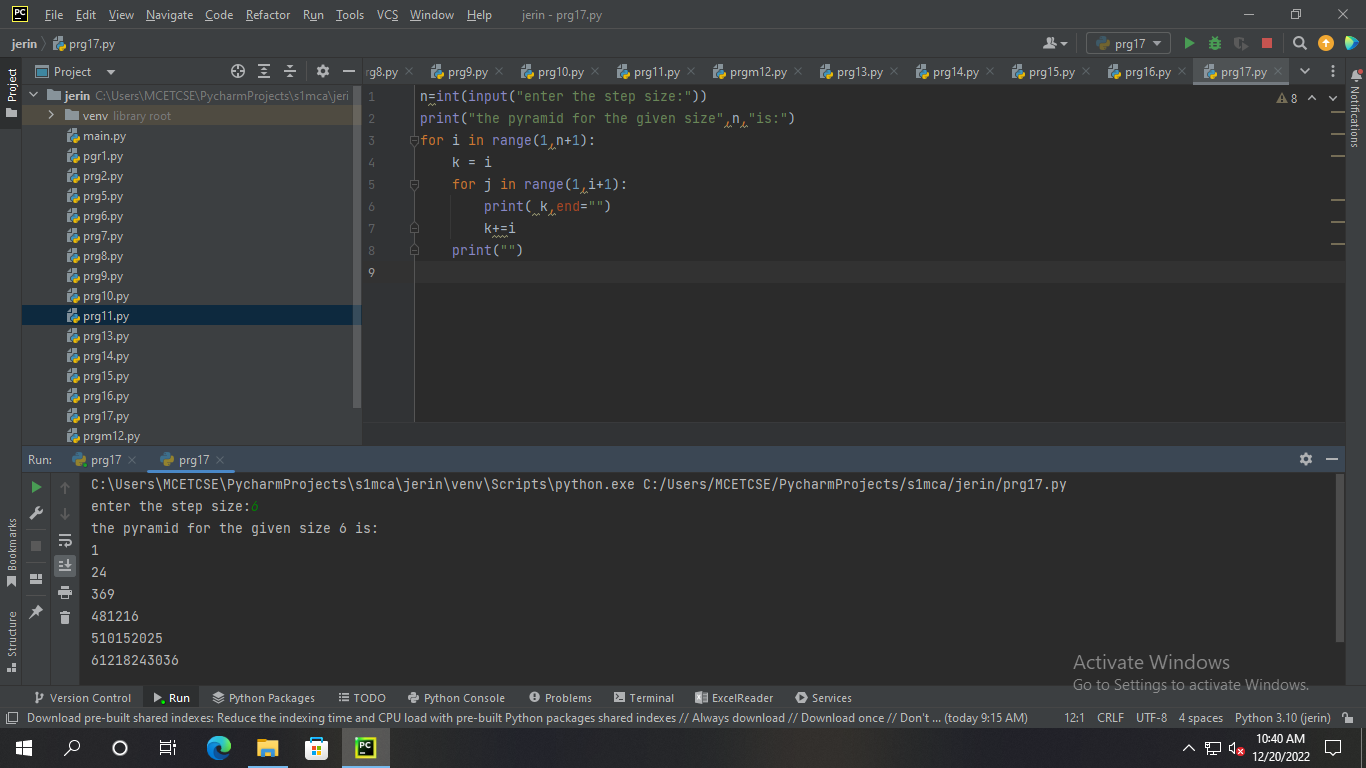 PC File Edit View Navigate Code Refactor Run Tools VCS Window Help jerin - prg17.py
jerin prg17.py prg17
Project
Project
rg8.py prg9.py prg10.py prg11.py prgm12.py prg13.py prg14.py prg15.py prg16.py prg17.py
Notifications
jerin C:\Users\MCETCSE\PycharmProjects\s1mca\jeri
venv library root
main.py
pgr1.py
prg2.py
prg5.py
prg6.py
prg7.py
prg8.py
prg9.py
prg10.py
prg11.py
prg13.py
prg14.py
prg15.py
prg16.py
prg17.py
prgm12.py
1 n=int(input("enter the step size:"))
8
2 print("the pyramid for the given size",n,"is:")
3 for i in range(1,n+1):
4 k = i
5 for j in range(1,i+1):
6 print( k,end="")
7 k+=i
8 print("")
9
Run: prg17 prg17
C:\Users\MCETCSE\PycharmProjects\s1mca\jerin\venv\Scripts\python.exe C:/Users/MCETCSE/PycharmProjects/s1mca/jerin/prg17.py
enter the step size:6
the pyramid for the given size 6 is:
1
24
369
481216
510152025
61218243036
Bookmarks
Structure
Activate Windows
Go to Settings to activate Windows.
Version Control Run Python Packages TODO Python Console Problems Terminal ExcelReader Services
Download pre-built shared indexes: Reduce the indexing time and CPU load with pre-built Python packages shared indexes // Always download // Download once // Don't ... (today 9:15 AM) 12:1 CRLF UTF-8 4 spaces Python 3.10 (jerin)
PC
10:40 AM
12/20/2022